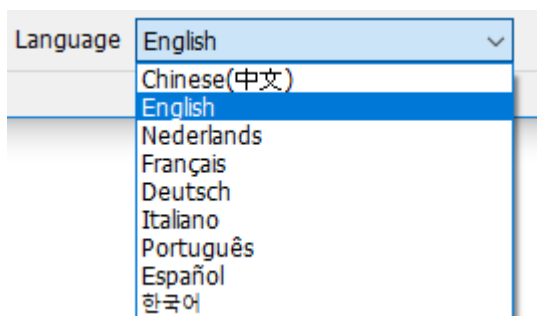 Language English
Chinese(中文)
English
Nederlands
Français
Deutsch
Italiano
Português
Español
한국어